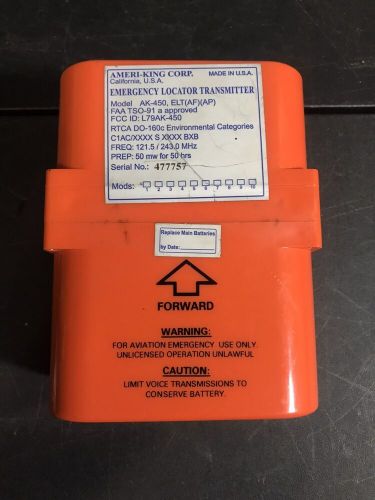 AMERI-KING CORP. MADE IN U.S.A.
California, U.S.A.
EMERGENCY LOCATOR TRANSMITTER
Model AK-450, ELT(AF)(AP)
FAA TSO-91 a approved
FCC ID: L79AK-450
RTCA DO-160c Environmental Categories
C1AC/XXXX S XXXX BXB
FREQ: 121.5 / 243.0 MHz
PREP: 50 mw for 50 hrs
Serial No.: 477757
Mods:
1 2 3 4 5 6 7 8 9 10
Replace Main Batteries
by Date:
FORWARD
WARNING:
FOR AVIATION EMERGENCY USE ONLY.
UNLICENSED OPERATION UNLAWFUL
CAUTION:
LIMIT VOICE TRANSMISSIONS TO
CONSERVE BATTERY.